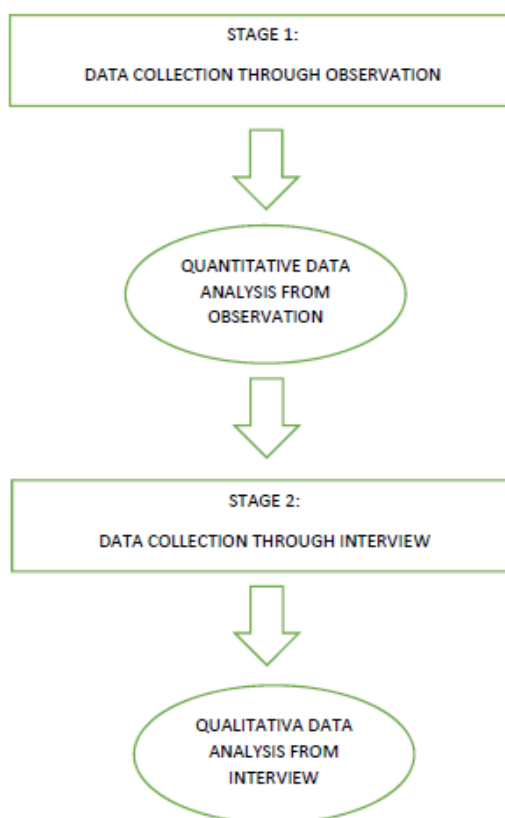 STAGE 1:
DATA COLLECTION THROUGH OBSERVATION
QUANTITATIVE DATA
ANALYSIS FROM
OBSERVATION
STAGE 2:
DATA COLLECTION THROUGH INTERVIEW
QUALITATIVA DATA
ANALYSIS FROM
INTERVIEW